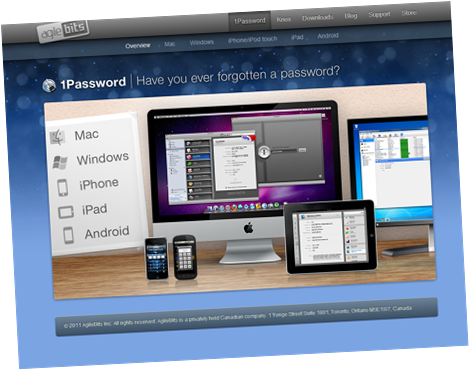 agile bits
1Password Knox Downloads Blog Support Store
Overview Mac Windows iPhone/iPod touch iPad Android
1Password | Have you ever forgotten a password?
Mac
Windows
iPhone
iPad
Android
© 2011 AgileBits Inc. All rights reserved. AgileBits is a privately held Canadian company. 1 Yonge Street Suite 1801, Toronto, Ontario M5E 1W7, Canada